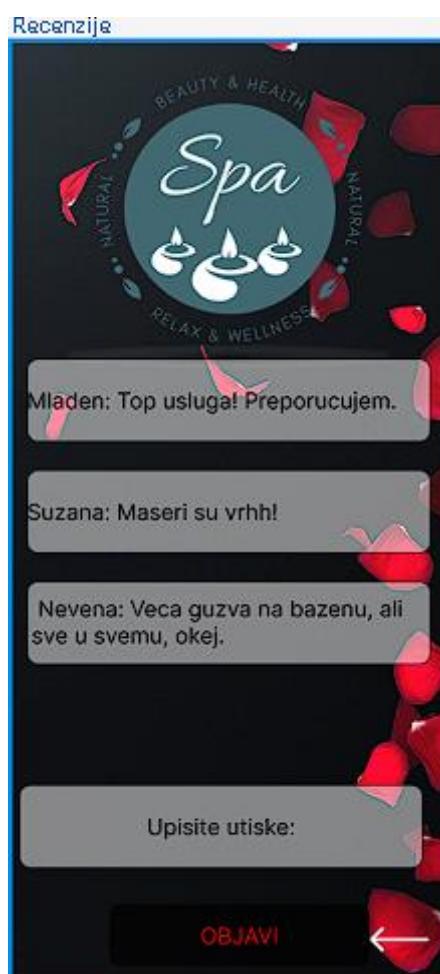 Recenzije
BEAUTY & HEALTH
NATURAL
Spa
NATURAL
RELAX & WELLNESS
Mladen: Top usluga! Preporucujem.
Suzana: Maseri su vrhh!
Nevena: Veca guzva na bazenu, ali
sve u svemu, okej.
Upisite utiske:
OBJAVI